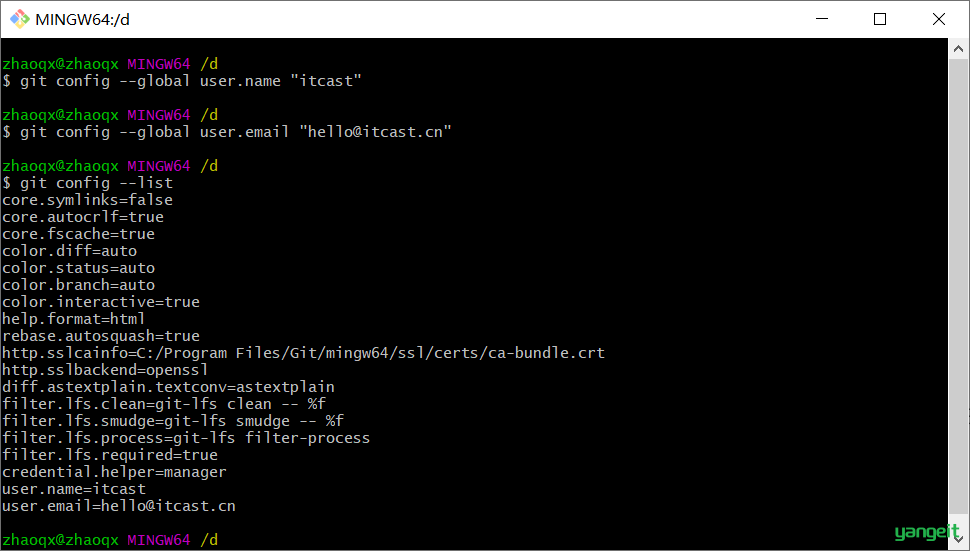 MINGW64:/d
zhaoqx@zhaoqx MINGW64 /d
$ git config --global user.name "itcast"
zhaoqx@zhaoqx MINGW64 /d
$ git config --global user.email "hello@itcast.cn"
zhaoqx@zhaoqx MINGW64 /d
$ git config --list
core.symlinks=false
core.autocrlf=true
core.fscache=true
color.diff=auto
color.status=auto
color.branch=auto
color.interactive=true
help.format=html
rebase.autosquash=true
http.sslcainfo=C:/Program Files/Git/mingw64/ssl/certs/ca-bundle.crt
http.sslbackend=openssl
diff.astextplain.textconv=astextplain
filter.lfs.clean=git-lfs clean -- %f
filter.lfs.smudge=git-lfs smudge -- %f
filter.lfs.process=git-lfs filter-process
filter.lfs.required=true
credential.helper=manager
user.name=itcast
user.email=hello@itcast.cn
zhaoqx@zhaoqx MINGW64 /d
yangeit